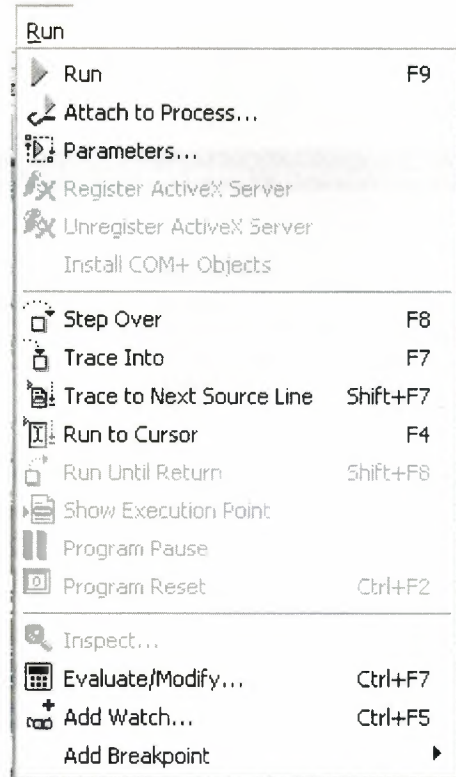 Run
Run F9
Attach to Process...
Parameters...
Register ActiveX Server
Unregister ActiveX Server
Install COM+ Objects
Step Over F8
Trace Into F7
Trace to Next Source Line Shift+F7
Run to Cursor F4
Run Until Return Shift+F8
Show Execution Point
Program Pause
Program Reset Ctrl+F2
Inspect...
Evaluate/Modify... Ctrl+F7
Add Watch... Ctrl+F5
Add Breakpoint